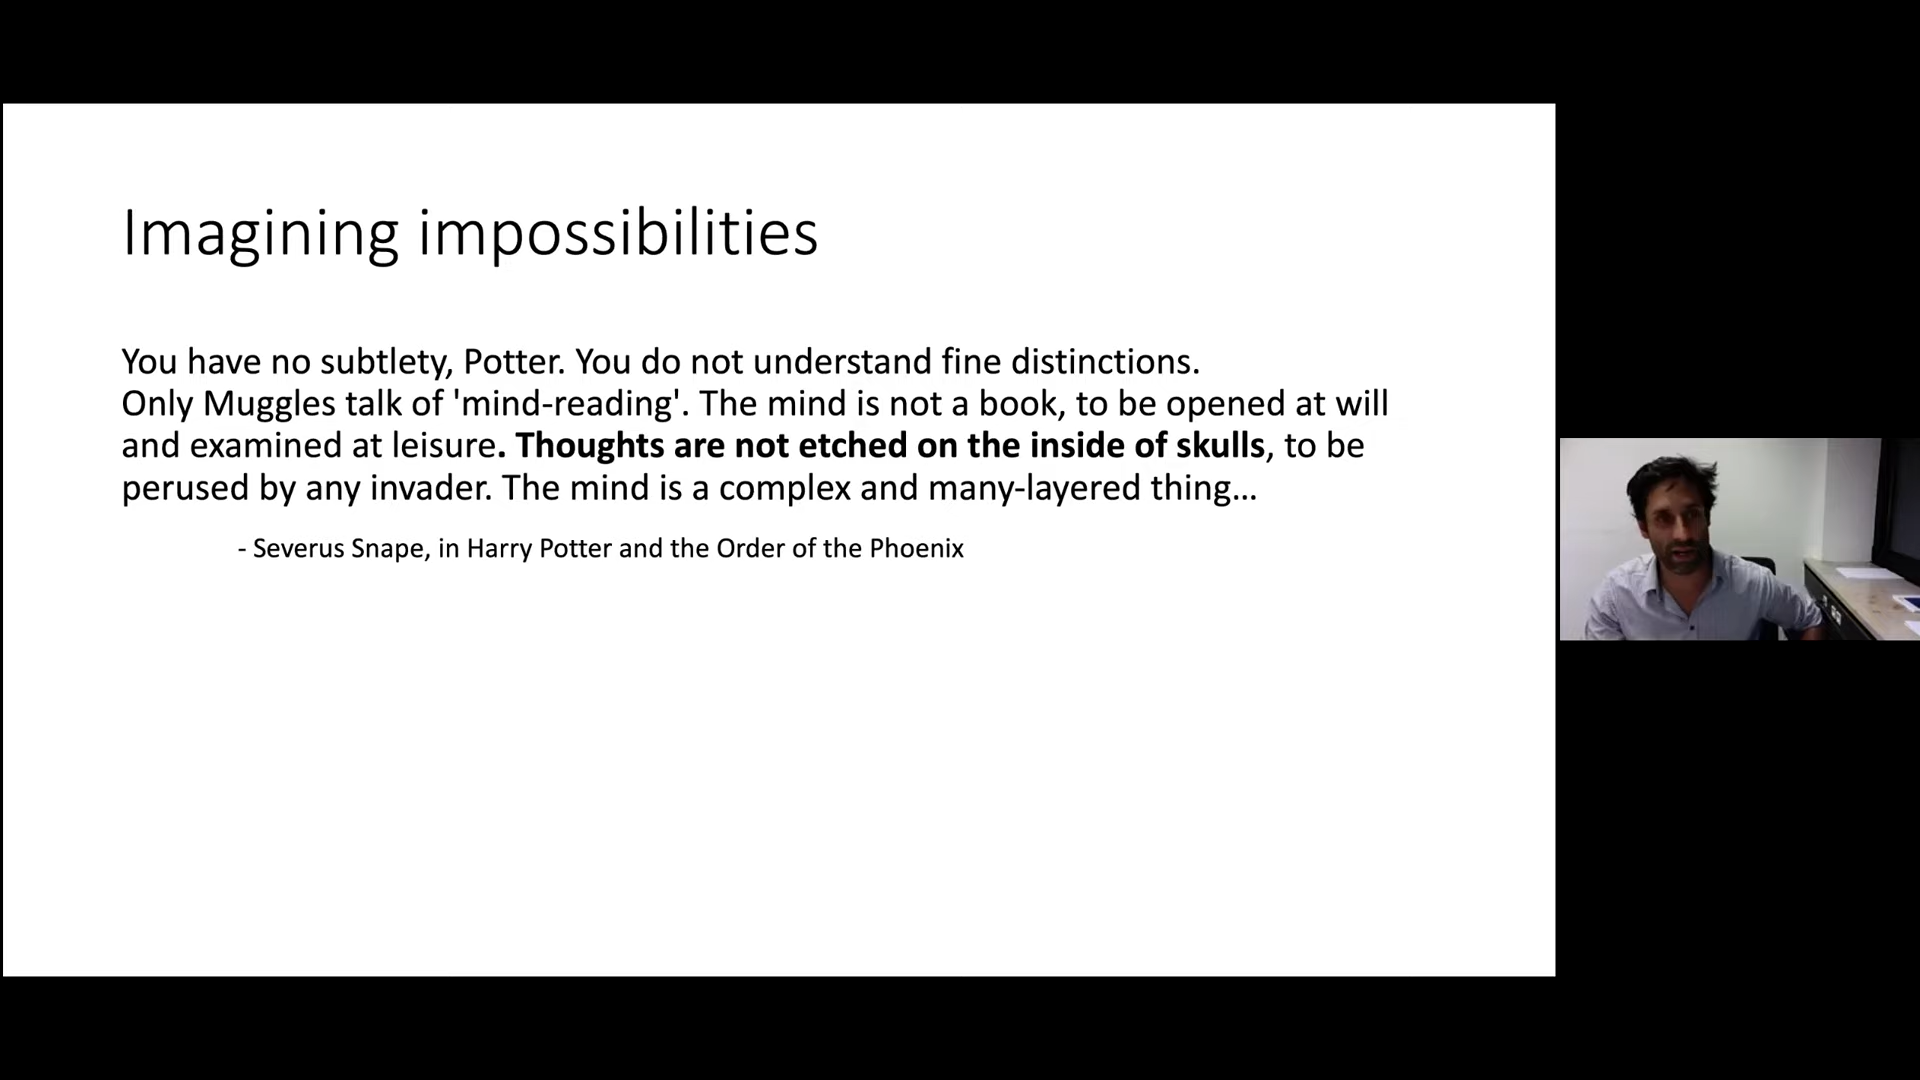 Imagining impossibilities
You have no subtlety, Potter. You do not understand fine distinctions.
Only Muggles talk of 'mind-reading'. The mind is not a book, to be opened at will
and examined at leisure. Thoughts are not etched on the inside of skulls, to be
perused by any invader. The mind is a complex and many-layered thing…
- Severus Snape, in Harry Potter and the Order of the Phoenix